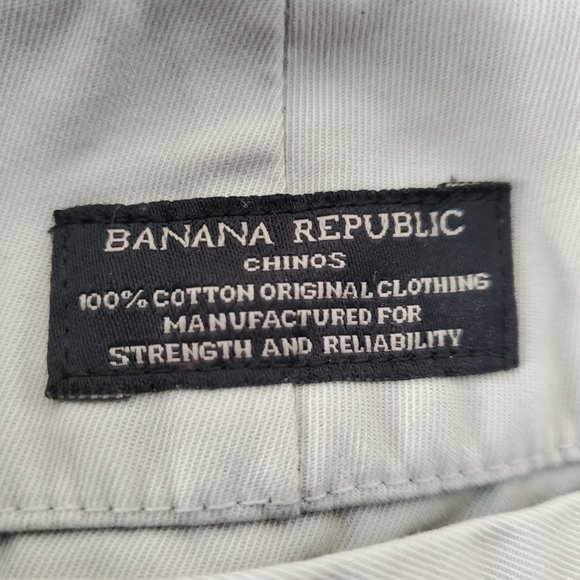 BANANA REPUBLIC
CHINOS
100% COTTON ORIGINAL CLOTHING
MANUFACTURED FOR
STRENGTH AND RELIABILITY